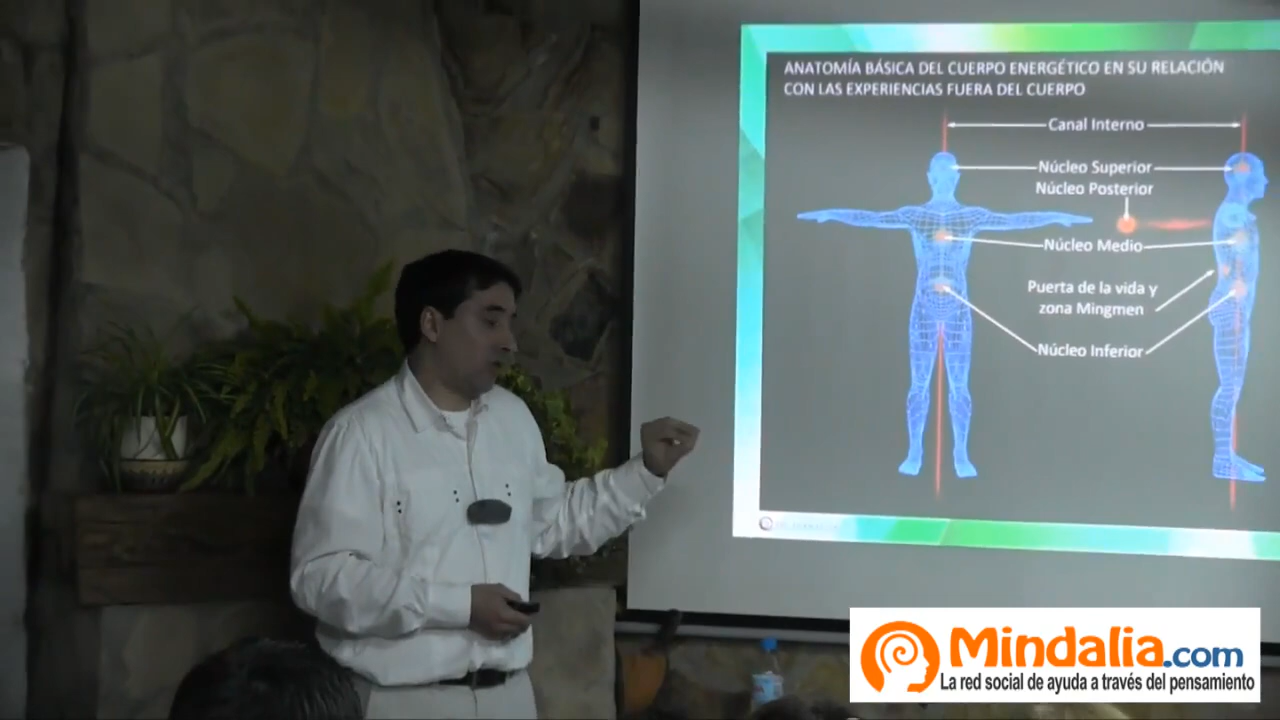 ANATOMÍA BÁSICA DEL CUERPO ENERGÉTICO EN SU RELACIÓN
CON LAS EXPERIENCIAS FUERA DEL CUERPO
Canal Interno
Núcleo Superior
Núcleo Posterior
Núcleo Medio
Puerta de la vida y
zona Mingmen
Núcleo Inferior
Mindalia.com
La red social de ayuda a través del pensamiento